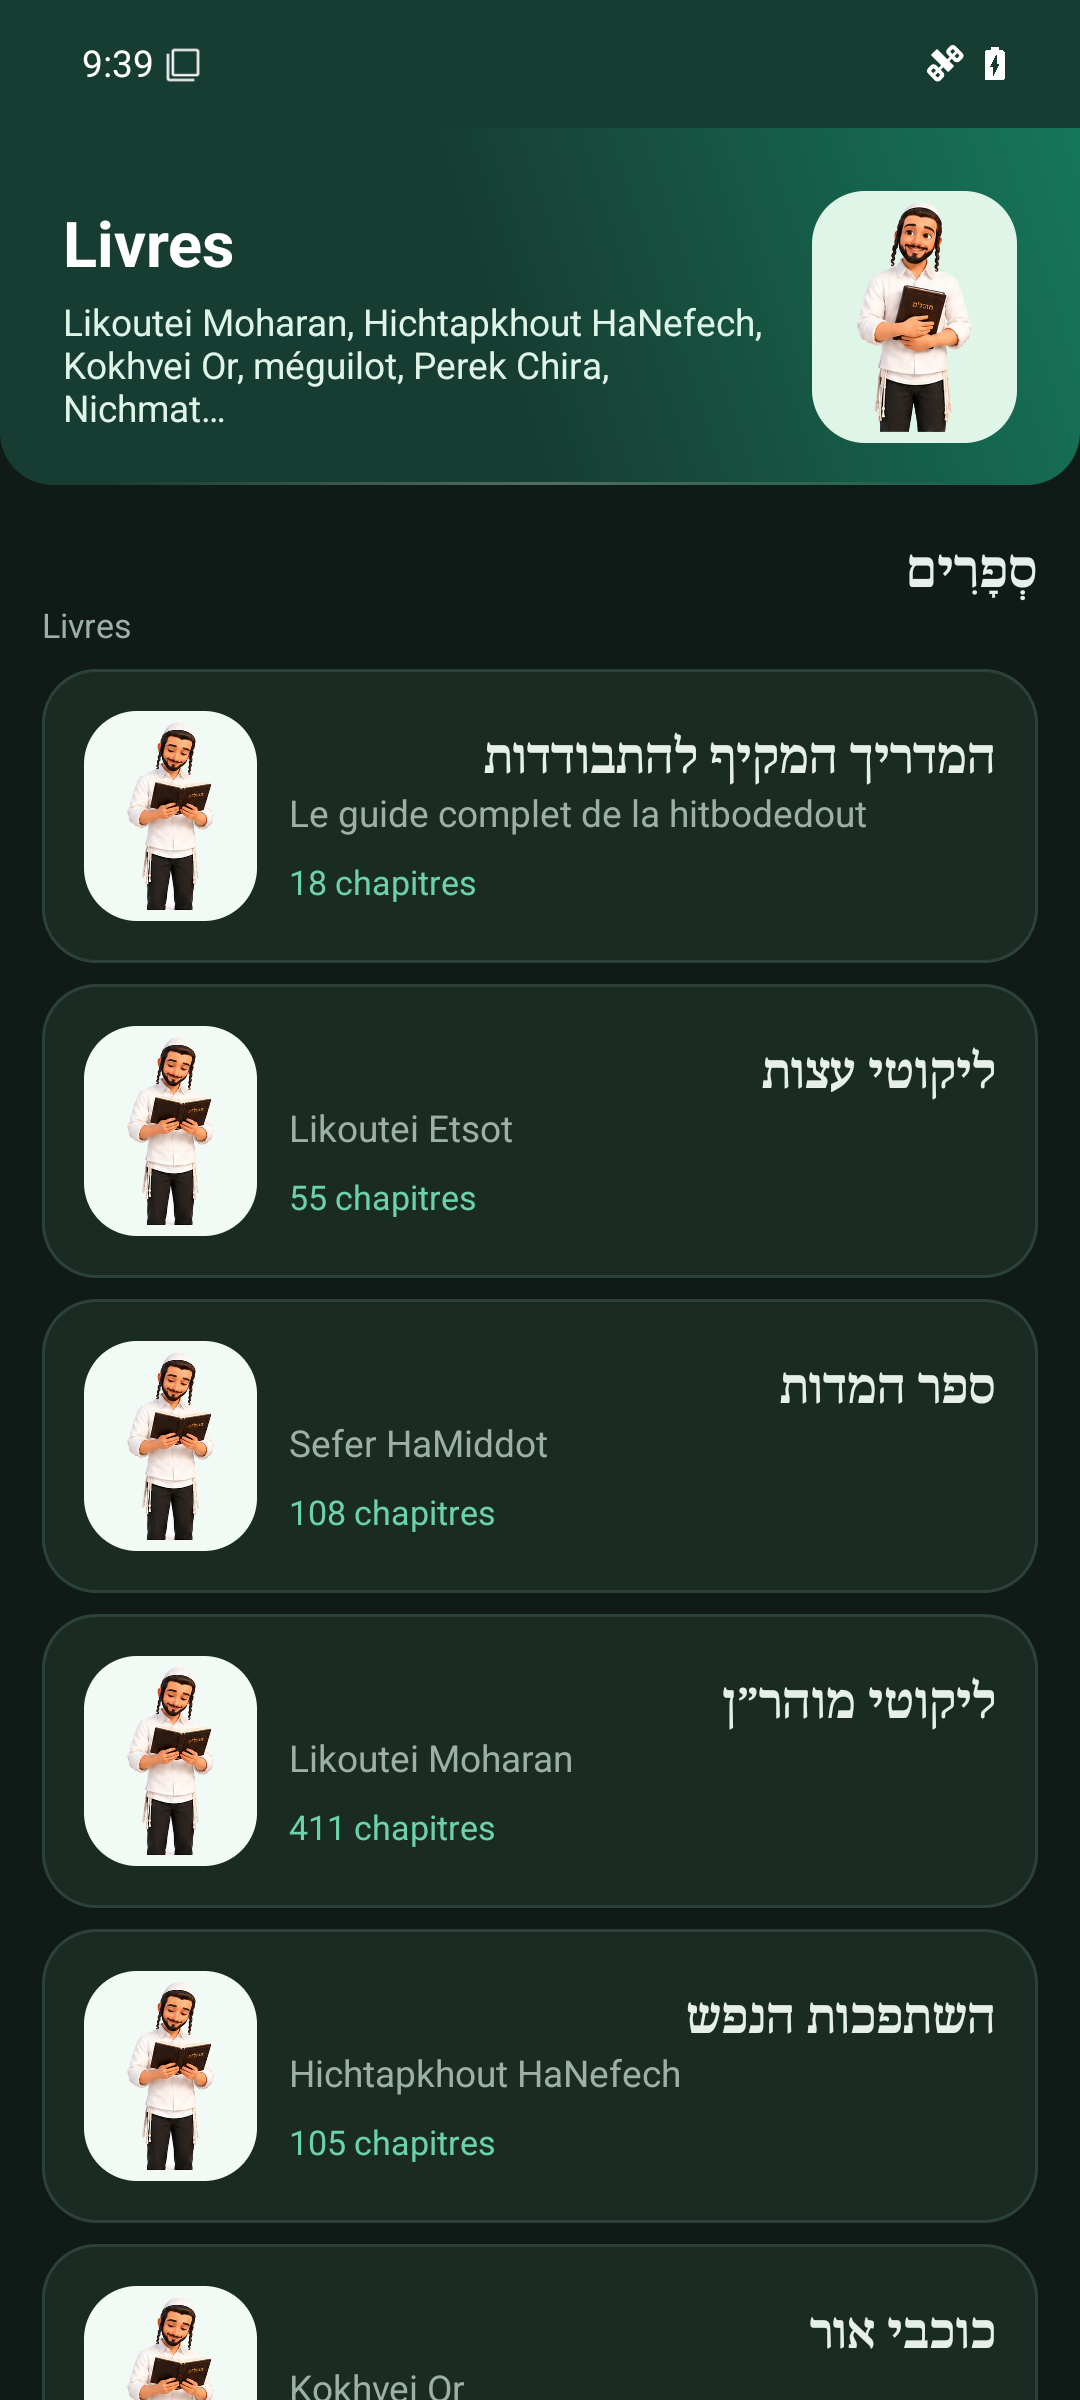 9:39
Livres
Likoutei Moharan, Hichtapkhout HaNefech,
Kokhvei Or, méguilot, Perek Chira,
Nichmat…
סְפָרִים
Livres
המדריך המקיף להתבודדות
Le guide complet de la hitbodedout
18 chapitres
ליקוטי עצות
Likoutei Etsot
55 chapitres
ספר המדות
Sefer HaMiddot
108 chapitres
ליקוטי מוהר״ן
Likoutei Moharan
411 chapitres
השתפכות הנפש
Hichtapkhout HaNefech
105 chapitres
כוכבי אור
Kokhvei Or